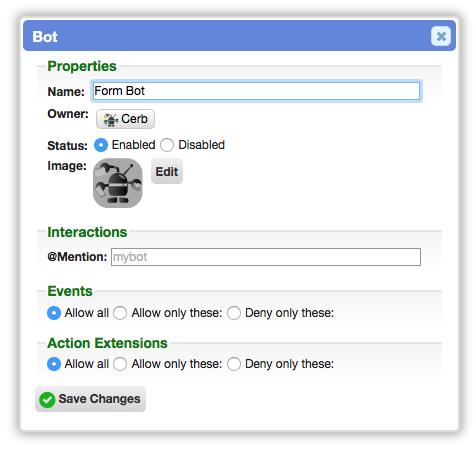 Bot
Properties
Name: Form Bot
Owner: Cerb
Status: Enabled Disabled
Image: Edit
Interactions
@Mention: mybot
Events
Allow all Allow only these: Deny only these:
Action Extensions
Allow all Allow only these: Deny only these:
Save Changes